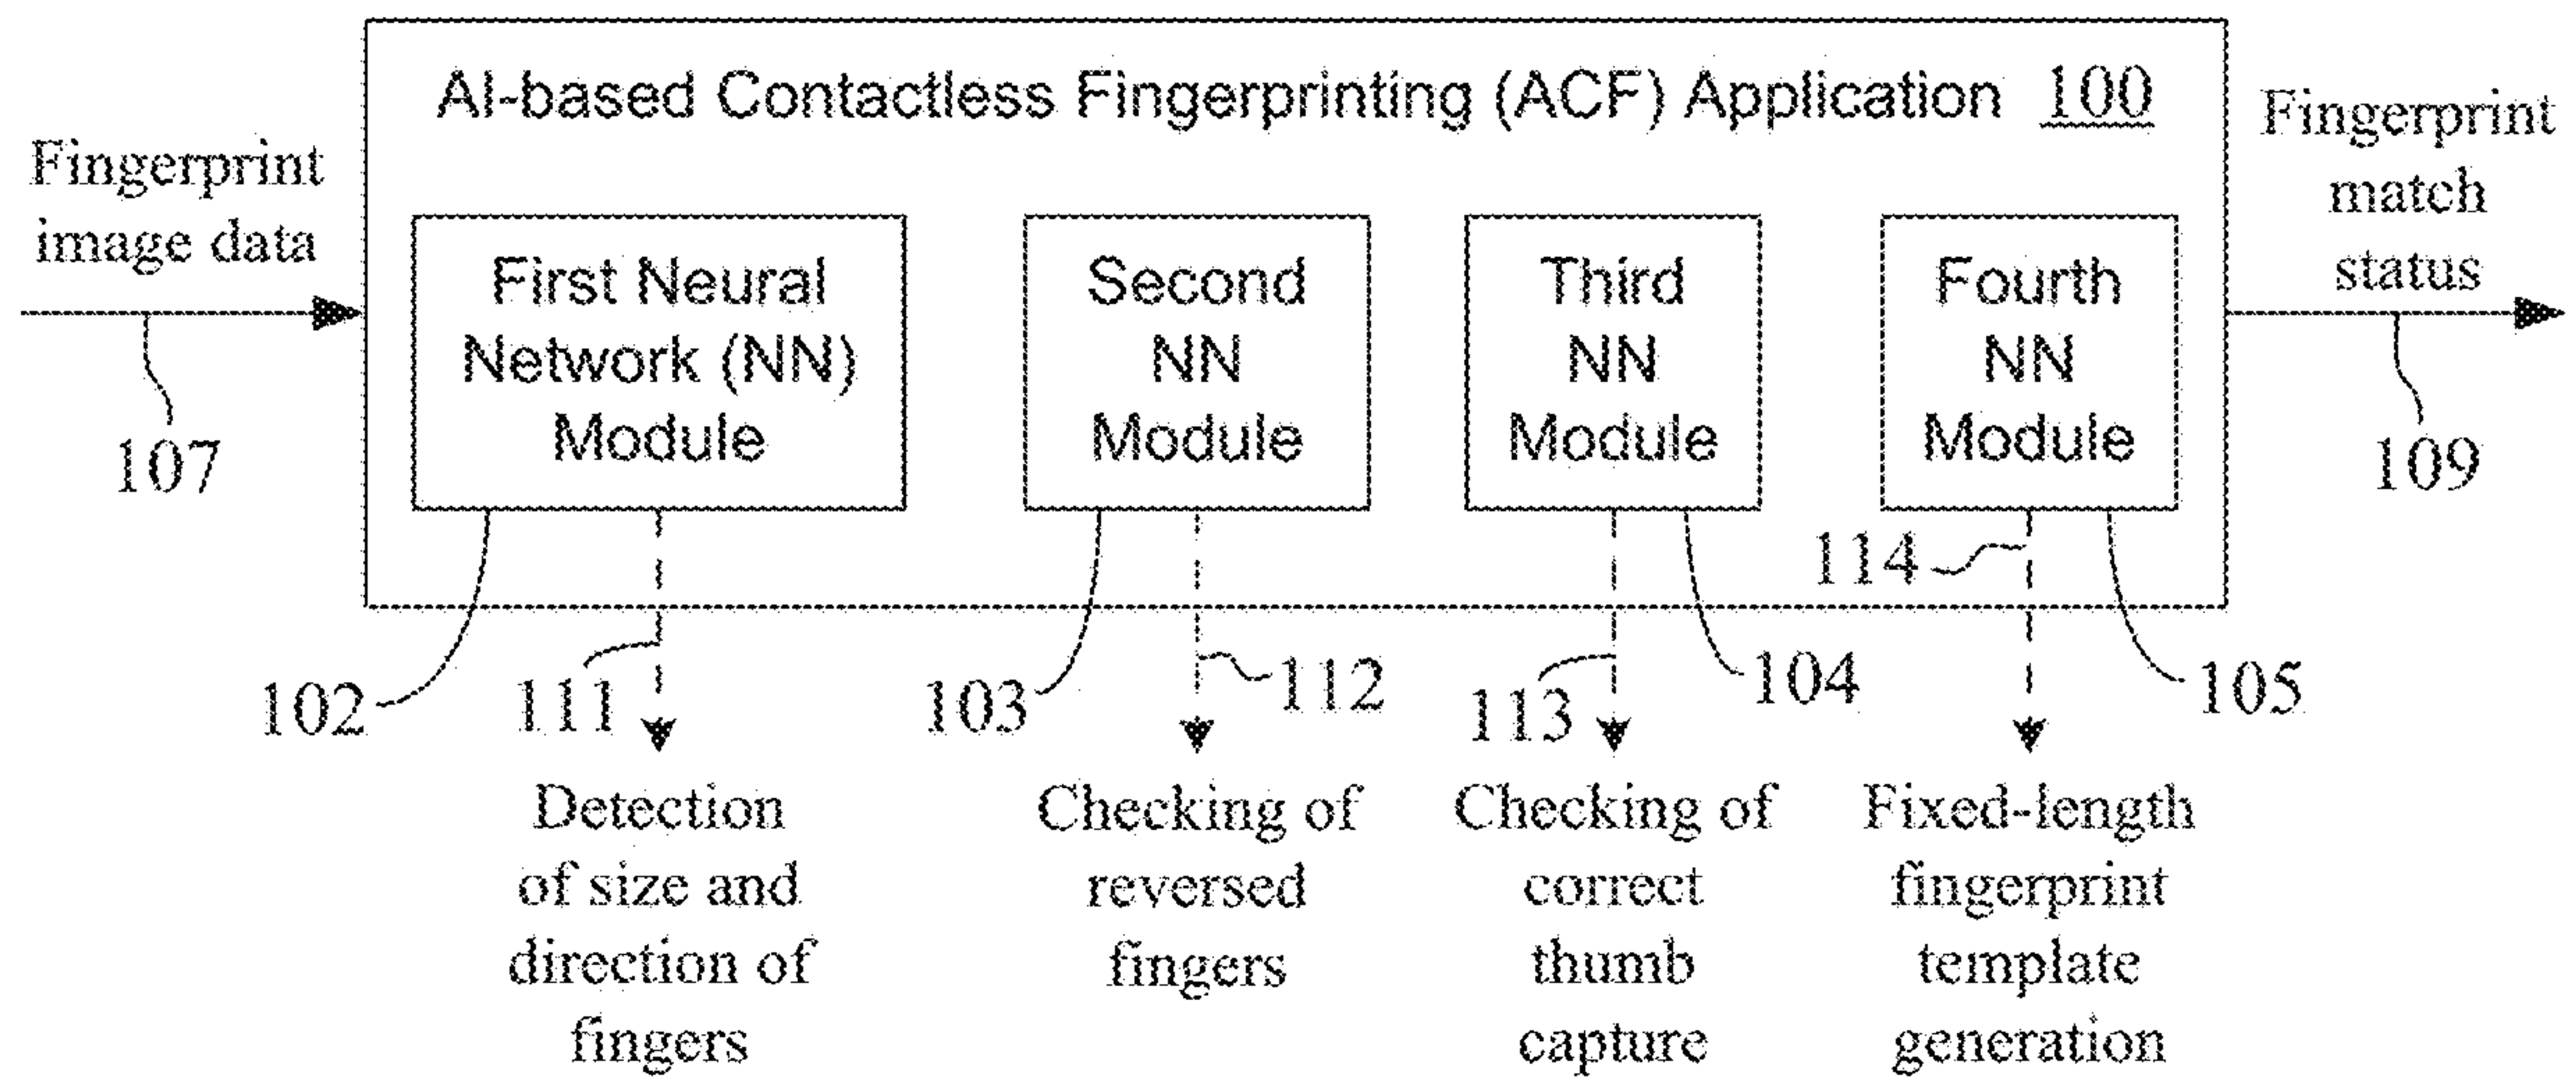 AI-based Contactless Fingerprinting (ACF) Application 100
Fingerprint
image data
107
First Neural
Network (NN)
Module
Second
NN
Module
Third
NN
Module
Fourth
NN
Module
Fingerprint
match
status
109
114
102
111
103
112
113
104
105
Detection
of size and
direction of
fingers
Checking of
reversed
fingers
Checking of
correct
thumb
capture
Fixed-length
fingerprint
template
generation